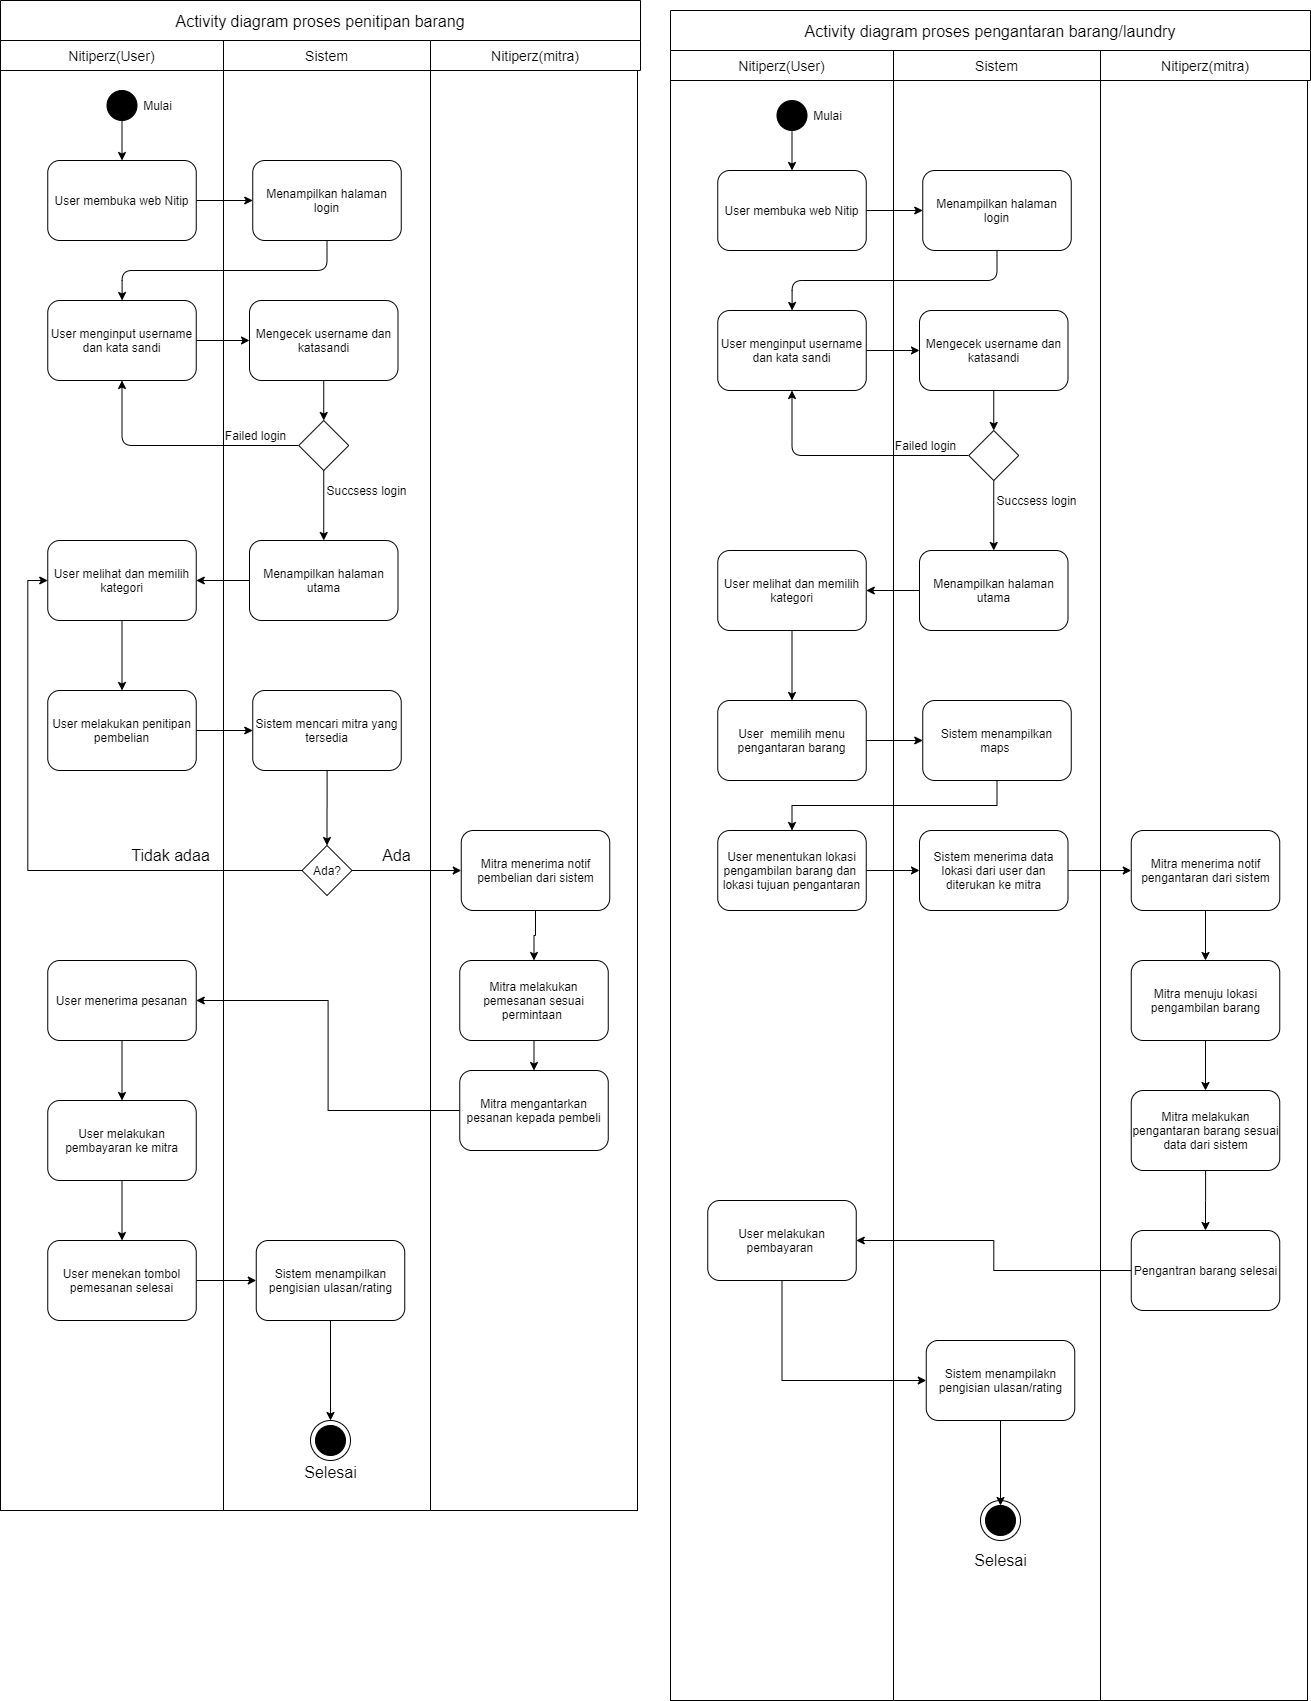 Activity diagram proses penitipan barang
Nitiperz(User)
Sistem
Nitiperz(mitra)
Mulai
User membuka web Nitip
Menampilkan halaman
login
User menginput username
dan kata sandi
Mengecek username dan
katasandi
Failed login
Succsess login
User melihat dan memilih
kategori
Menampilkan halaman
utama
User melakukan penitipan
pembelian
Sistem mencari mitra yang
tersedia
Tidak adaa
Ada?
Ada
Mitra menerima notif
pembelian dari sistem
Mitra melakukan
pemesanan sesuai
permintaan
User menerima pesanan
Mitra mengantarkan
pesanan kepada pembeli
User melakukan
pembayaran ke mitra
User menekan tombol
pemesanan selesai
Sistem menampilkan
pengisian ulasan/rating
Selesai
Activity diagram proses pengantaran barang/laundry
Nitiperz(User)
Sistem
Nitiperz(mitra)
Mulai
User membuka web Nitip
Menampilkan halaman
login
User menginput username
dan kata sandi
Mengecek username dan
katasandi
Failed login
Succsess login
User melihat dan memilih
kategori
Menampilkan halaman
utama
User  memilih menu
pengantaran barang
Sistem menampilkan
maps
User menentukan lokasi
pengambilan barang dan
lokasi tujuan pengantaran
Sistem menerima data
lokasi dari user dan
diterukan ke mitra
Mitra menerima notif
pengantaran dari sistem
Mitra menuju lokasi
pengambilan barang
Mitra melakukan
pengantaran barang sesuai
data dari sistem
User melakukan
pembayaran
Pengantran barang selesai
Sistem menampilakn
pengisian ulasan/rating
Selesai